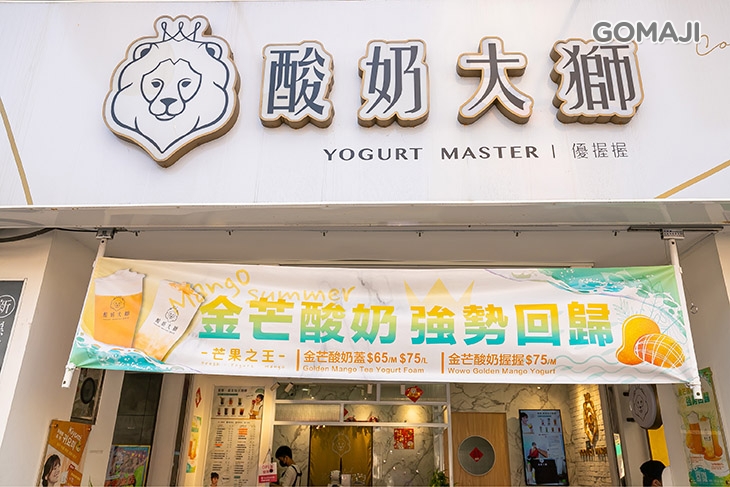 GOMAJI
酸奶大獅
YOGURT MASTER | 優握握
Mango summer
金芒酸奶 強勢回歸
－芒果之王－
金芒酸奶蓋 $65/M $75/L
Golden Mango Tee Yogurt Foam
金芒酸奶握握 $75/M
Wowo Golden Mango Yogurt